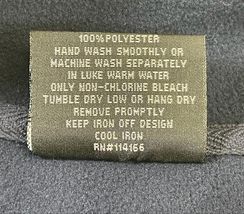 100% POLYESTER
HAND WASH SMOOTHLY OR
MACHINE WASH SEPARATELY
IN LUKE WARM WATER
ONLY NON-CHLORINE BLEACH
TUMBLE DRY LOW OR HANG DRY
REMOVE PROMPTLY
KEEP IRON OFF DESIGN
COOL IRON
RN#114166